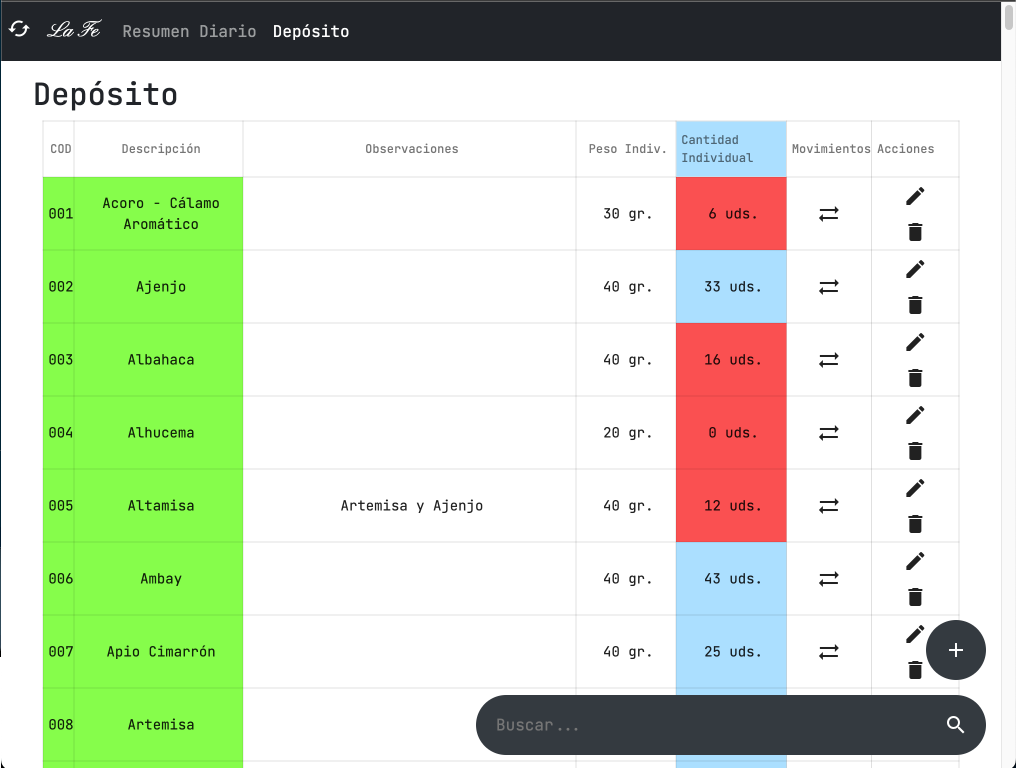 La Fe Resumen Diario Depósito
Depósito
COD Descripción Observaciones Peso Indiv. Cantidad Individual Movimientos Acciones
001 Acoro - Cálamo Aromático 30 gr. 6 uds.
002 Ajenjo 40 gr. 33 uds.
003 Albahaca 40 gr. 16 uds.
004 Alhucema 20 gr. 0 uds.
005 Altamisa Artemisa y Ajenjo 40 gr. 12 uds.
006 Ambay 40 gr. 43 uds.
007 Apio Cimarrón 40 gr. 25 uds.
008 Artemisa
Buscar...